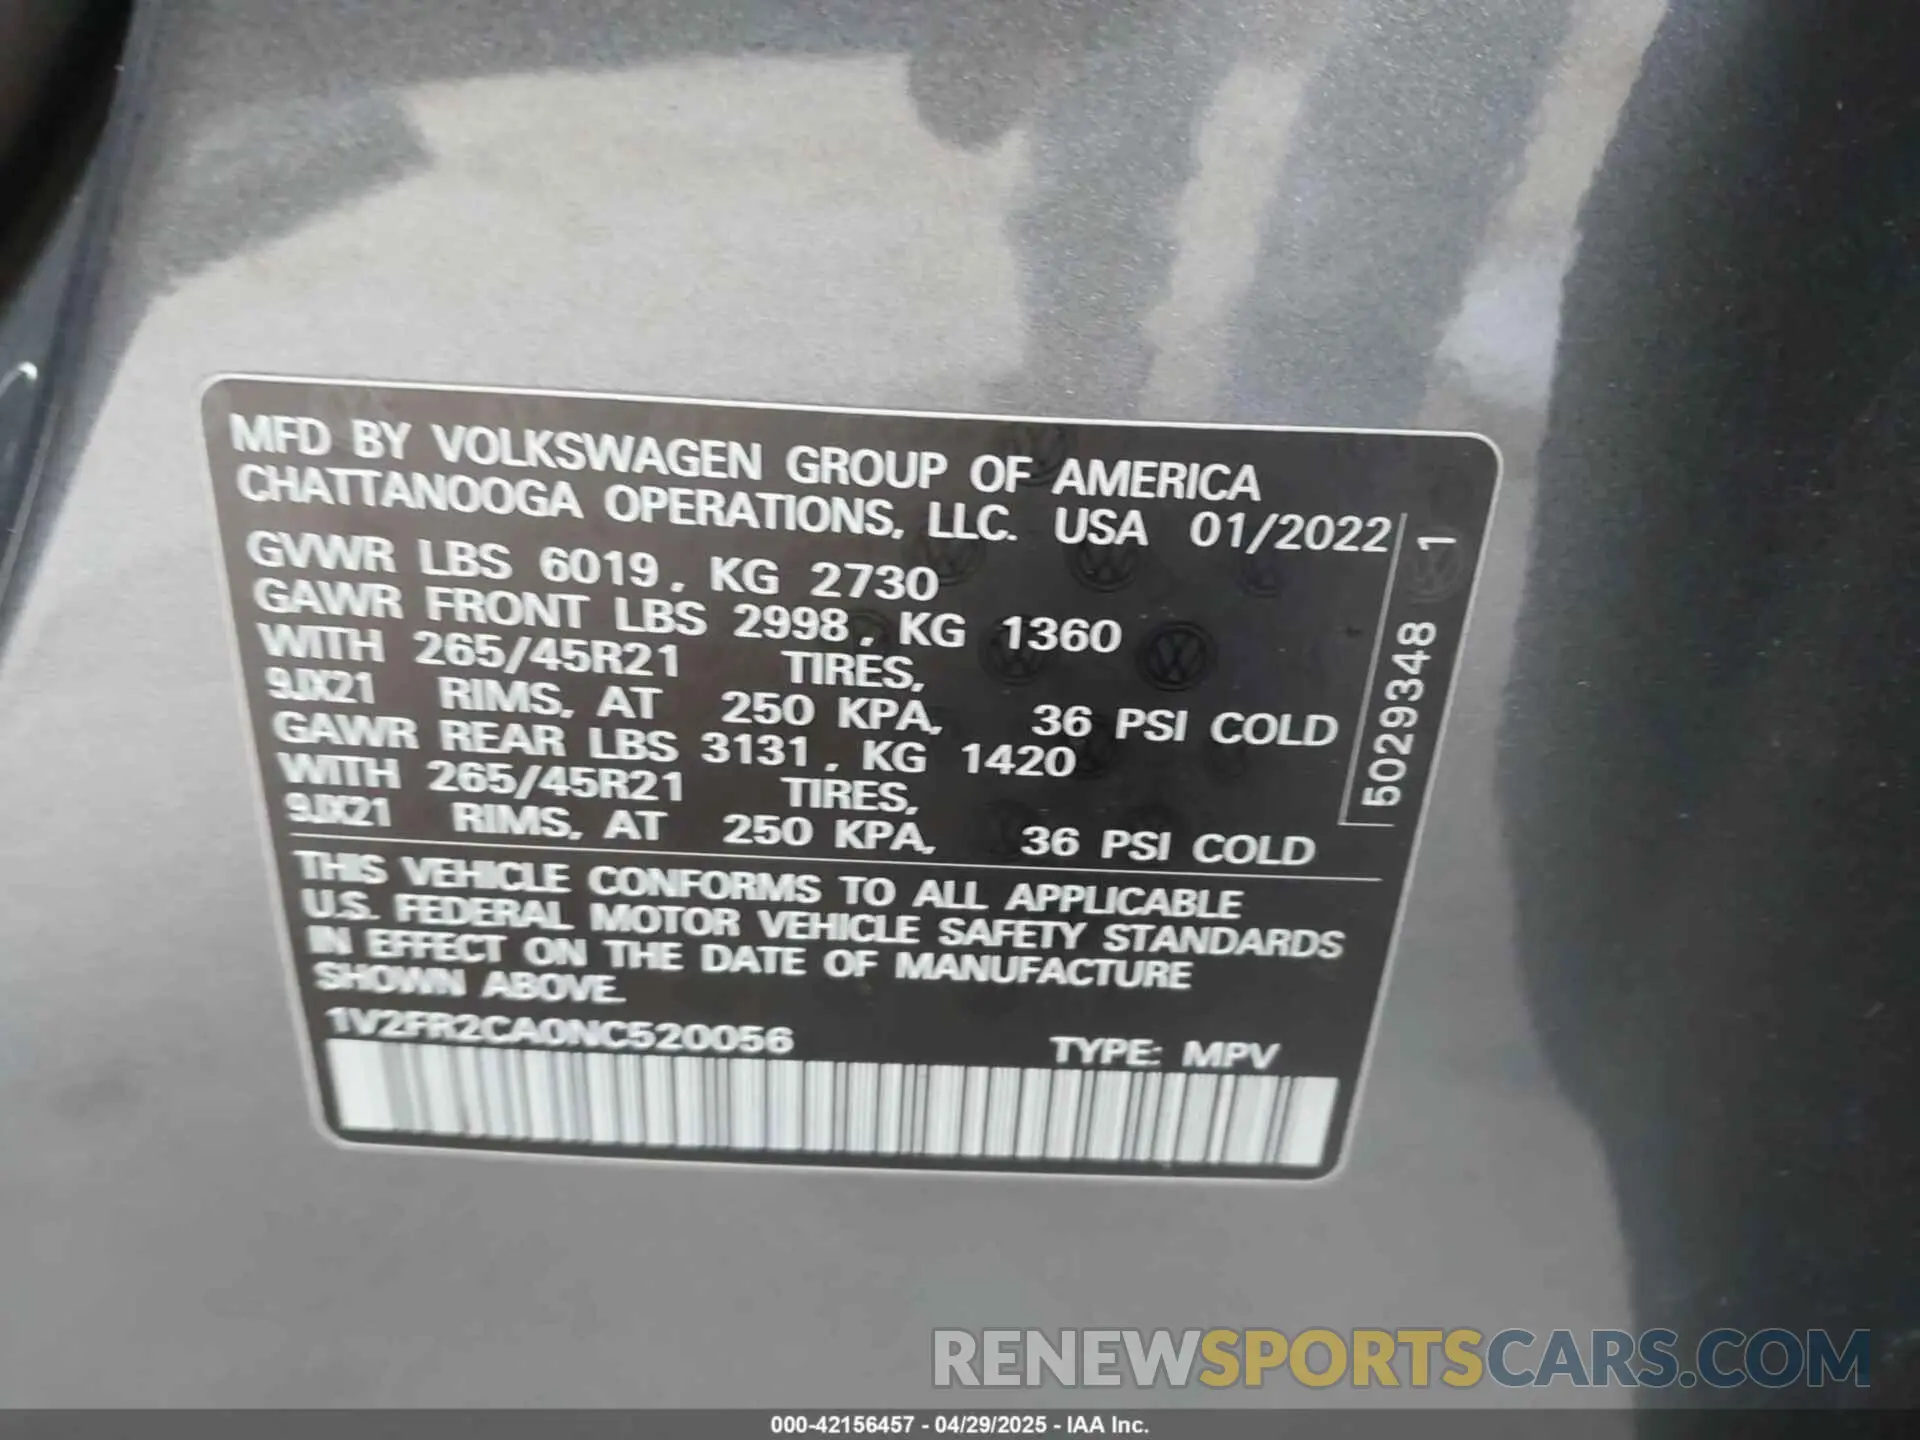 MFD BY VOLKSWAGEN GROUP OF AMERICA
CHATTANOOGA OPERATIONS, LLC. USA 01/2022
GVWR LBS 6019, KG 2730
GAWR FRONT LBS 2998, KG 1360
WITH 265/45R21 TIRES,
9JX21 RIMS, AT 250 KPA, 36 PSI COLD
GAWR REAR LBS 3131, KG 1420
WITH 265/45R21 TIRES,
9JX21 RIMS, AT 250 KPA, 36 PSI COLD
5029348 1
THIS VEHICLE CONFORMS TO ALL APPLICABLE
U.S. FEDERAL MOTOR VEHICLE SAFETY STANDARDS
IN EFFECT ON THE DATE OF MANUFACTURE
SHOWN ABOVE.
1V2FR2CA0NC520056 TYPE: MPV
RENEWSPORTSCARS.COM
000-42156457 - 04/29/2025 - IAA Inc.